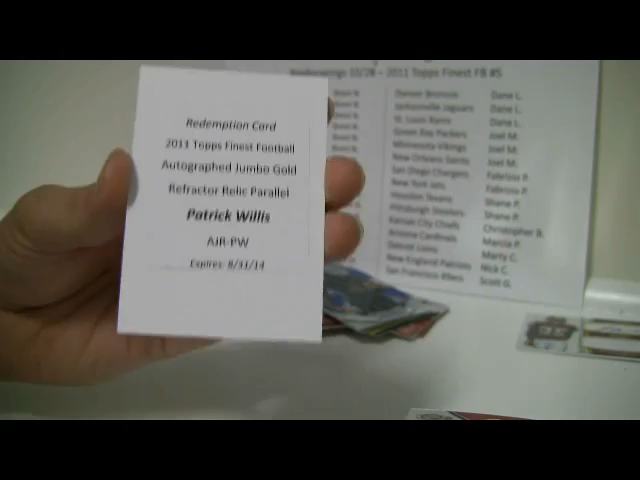 Redemption Card
2011 Topps Finest Football
Autographed Jumbo Gold
Refractor Relic Parallel
Patrick Willis
AJR-PW
Expires: 8/31/14
10/28 - 2011 Topps Finest FB #5
Denver Broncos Dane L.
Jacksonville Jaguars Dane L.
St. Louis Rams Dane L.
Green Bay Packers Joel M.
Minnesota Vikings Joel M.
New Orleans Saints Joel M.
San Diego Chargers Fabrizio P.
New York Jets Fabrizio P.
Houston Texans Shane P.
Pittsburgh Steelers Shane P.
Kansas City Chiefs Christopher B.
Arizona Cardinals Marcia P.
Detroit Lions Marty C.
New England Patriots Nick C.
San Francisco 49ers Scott G.